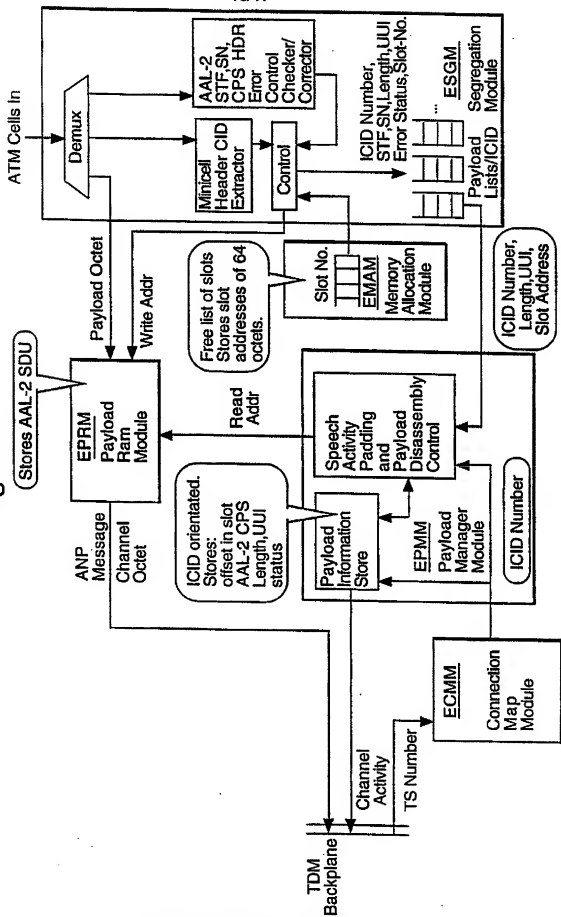 ATM Cells In
Demux
AAL-2
STF,SN,
CPS HDR
Error
Control
Checker/
Corrector
Minicell
Header CID
Extractor
Control
ICID Number,
STF,SN,Length,UUI
Error Status,Slot-No.
...
ESGM
Segregation
Module
Payload
Lists/ICID
Payload Octet
Write Addr
Free list of slots
Stores slot
addresses of 64
octets.
Slot No.
EMAM
Memory
Allocation
Module
ICID Number,
Length,UUI,
Slot Address
Stores AAL-2 SDU
EPRM
Payload
Ram
Module
Read
Addr
ANP
Message
Channel
Octet
ICID orientated.
Stores:
offset in slot
AAL-2 CPS
Length,UUI
status
Speech
Activity
Padding
and
Payload
Disassembly
Control
Payload
Information
Store
EPMM
Payload
Manager
Module
ICID Number
ECMM
Connection
Map
Module
Channel
Activity
TS Number
TDM
Backplane